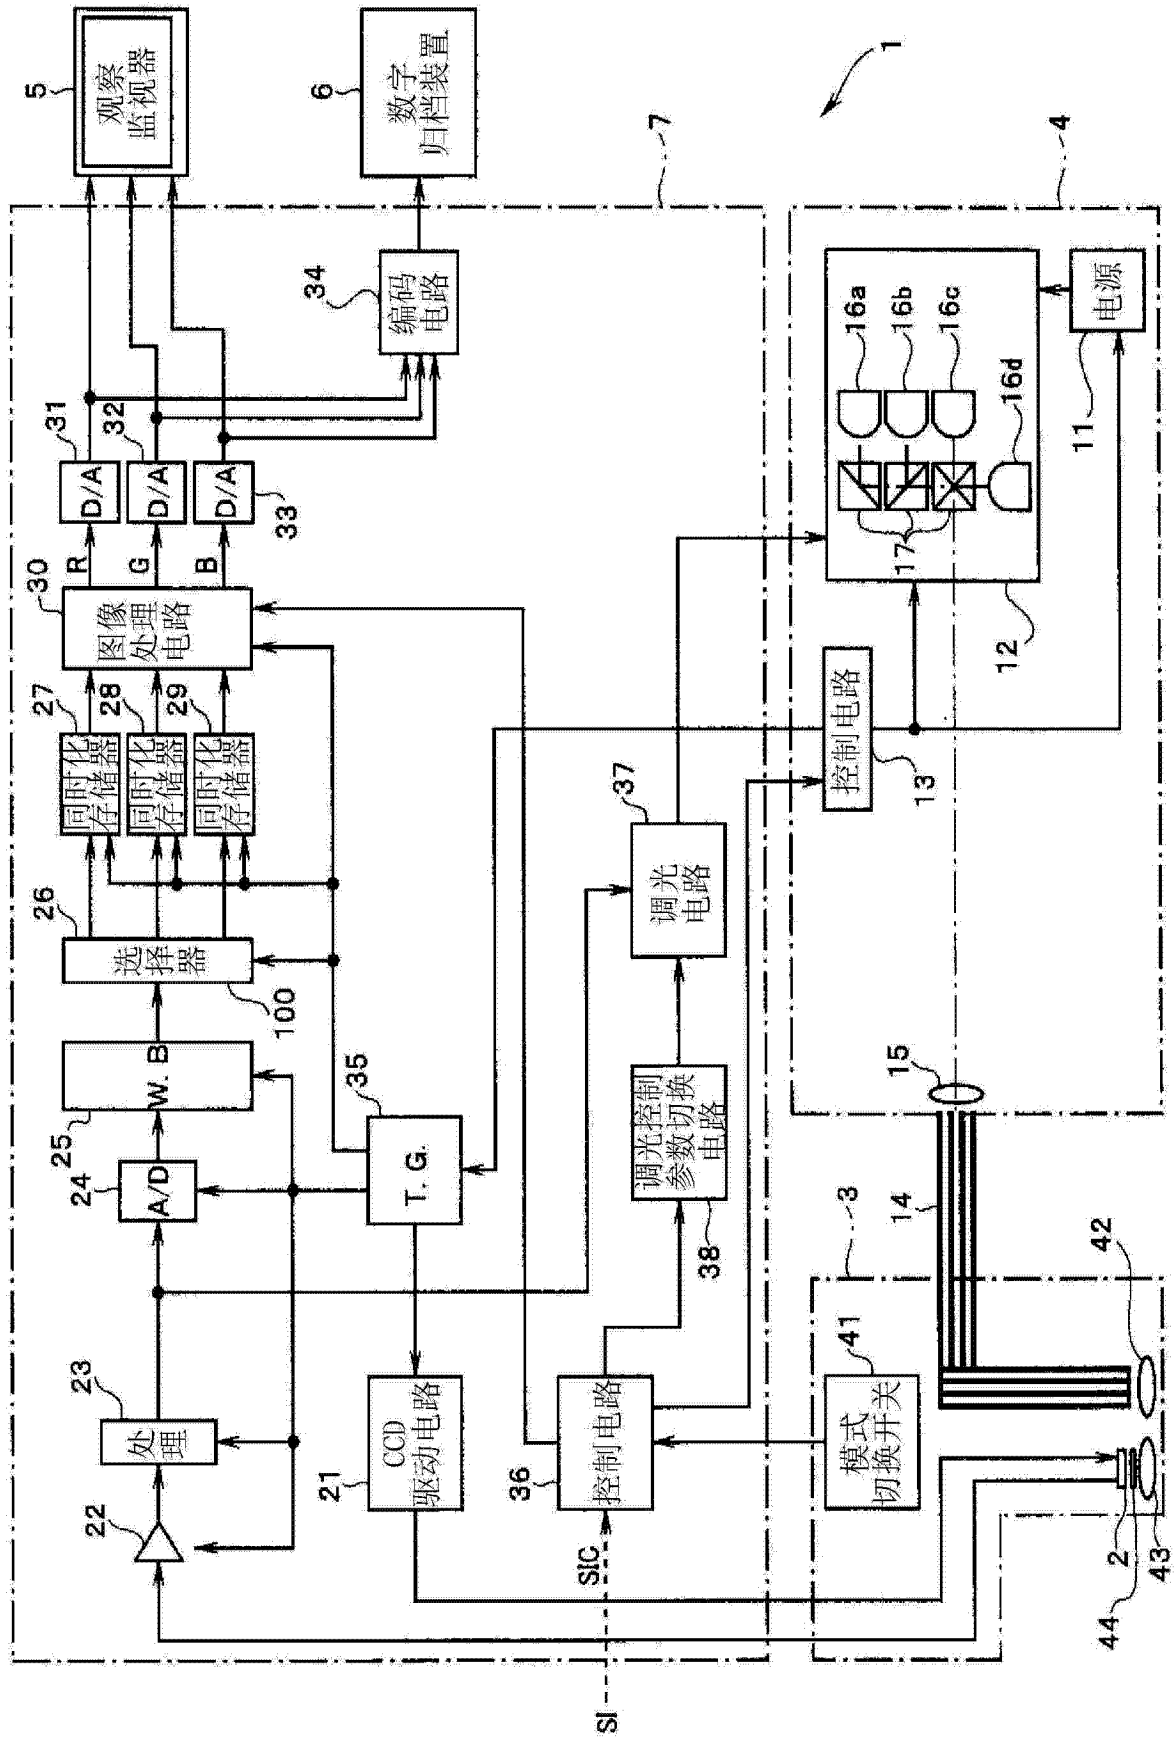 5
观察
监视器
6
数字
归档装置
1
7
4
31
D/A
32
D/A
D/A
33
34
编码
电路
R
G
B
30
图像
处理
电路
27
同时化
存储器
28
同时化
存储器
29
同时化
存储器
26
选择器
100
25
W. B
24
A/D
23
处理
22
35
T. G.
21
CCD
驱动电路
36
控制电路
SIC
SI
37
调光
电路
38
调光控制
参数切换
电路
16a
16b
16c
16d
17
12
11
电源
控制电路
13
15
14
3
41
模式
切换开关
42
2
43
44